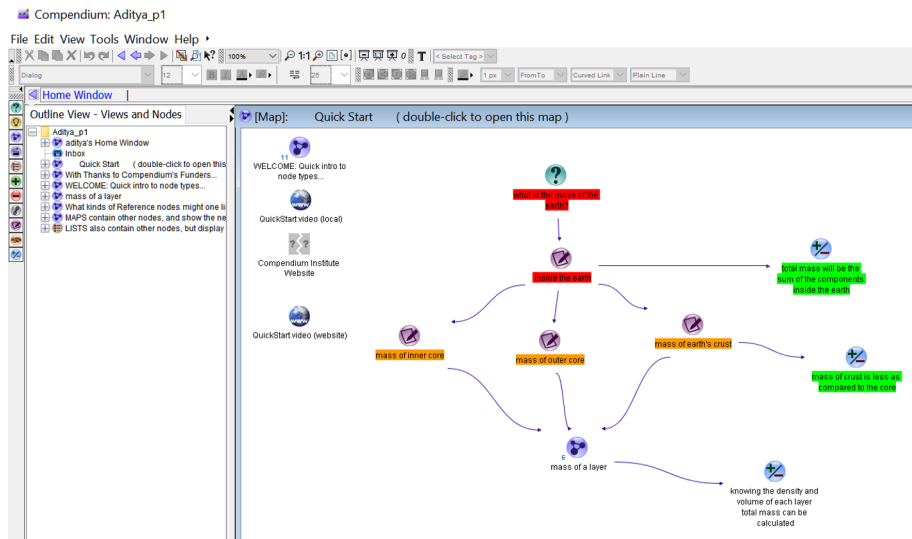 Compendium: Aditya_p1
File Edit View Tools Window Help
100%
1:1
T
< Select Tag >
Dialog
12
B I A
25
1 px
FromTo
Curved Link
Plain Line
Home Window
Outline View - Views and Nodes
Aditya_p1
aditya's Home Window
Inbox
Quick Start ( double-click to open this
With Thanks to Compendium's Funders...
WELCOME: Quick intro to node types...
mass of a layer
What kinds of Reference nodes might one li
MAPS contain other nodes, and show the ne
LISTS also contain other nodes, but display
[Map]: Quick Start ( double-click to open this map )
11
WELCOME: Quick intro to
node types...
QuickStart video (local)
Compendium Institute
Website
QuickStart video (website)
what is the mass of the
earth?
inside the earth
total mass will be the
sum of the components
inside the earth
mass of inner core
mass of outer core
mass of earth's crust
mass of crust is less as
compared to the core
6
mass of a layer
knowing the density and
volume of each layer
total mass can be
calculated